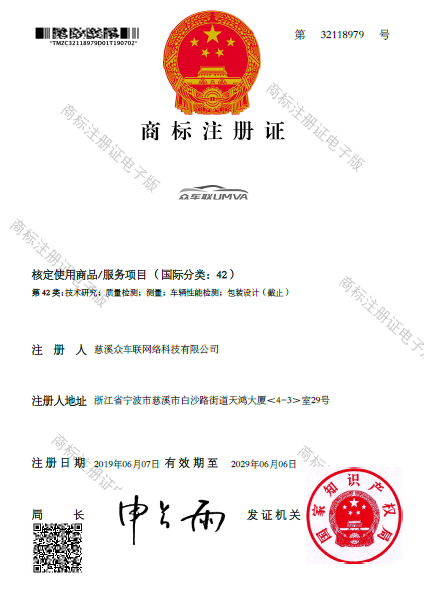 *TMZC32118979D01T190702*
第 32118979 号
商标注册证
众车联UMVA
核定使用商品/服务项目（国际分类：42）
第42类：技术研究；质量检测；测量；车辆性能检测；包装设计（截止）
注 册 人 慈溪众车联网络科技有限公司
注册人地址 浙江省宁波市慈溪市白沙路街道天鸿大厦<4-3>室29号
注册日期 2019年06月07日 有效期至 2029年06月06日
局 长 申长雨 发证机关
国家知识产权局
商标注册证电子版
商标注册证电子版
商标注册证电子版
商标注册证电子版
商标注册证
商标注册证